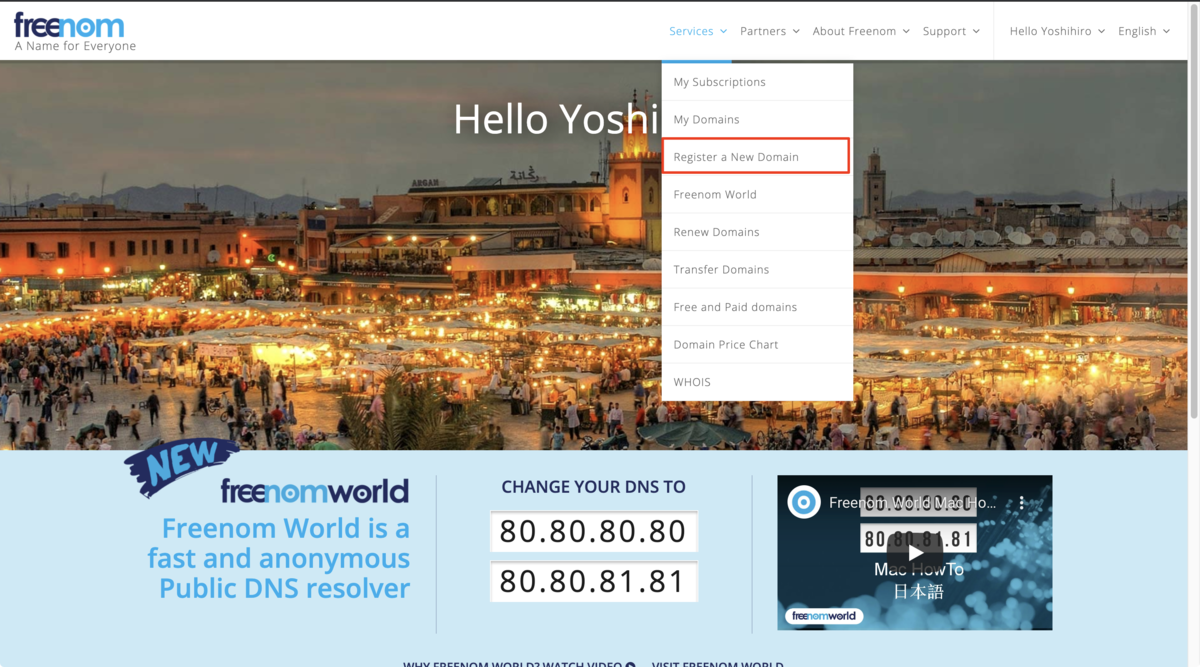 freenom
A Name for Everyone
Services Partners About Freenom Support Hello Yoshihiro English
My Subscriptions
My Domains
Register a New Domain
Freenom World
Renew Domains
Transfer Domains
Free and Paid domains
Domain Price Chart
WHOIS
Hello Yoshi
ARGAN
NEW
freenomworld
Freenom World is a
fast and anonymous
Public DNS resolver
CHANGE YOUR DNS TO
80.80.80.80
80.80.81.81
Freenom World Mac Ho...
80.80.80.80
80.80.81.81
Mac HowTo
日本語
freenomworld
WHY FREENOM WORLD? WATCH VIDEO
VISIT FREENOM WORLD